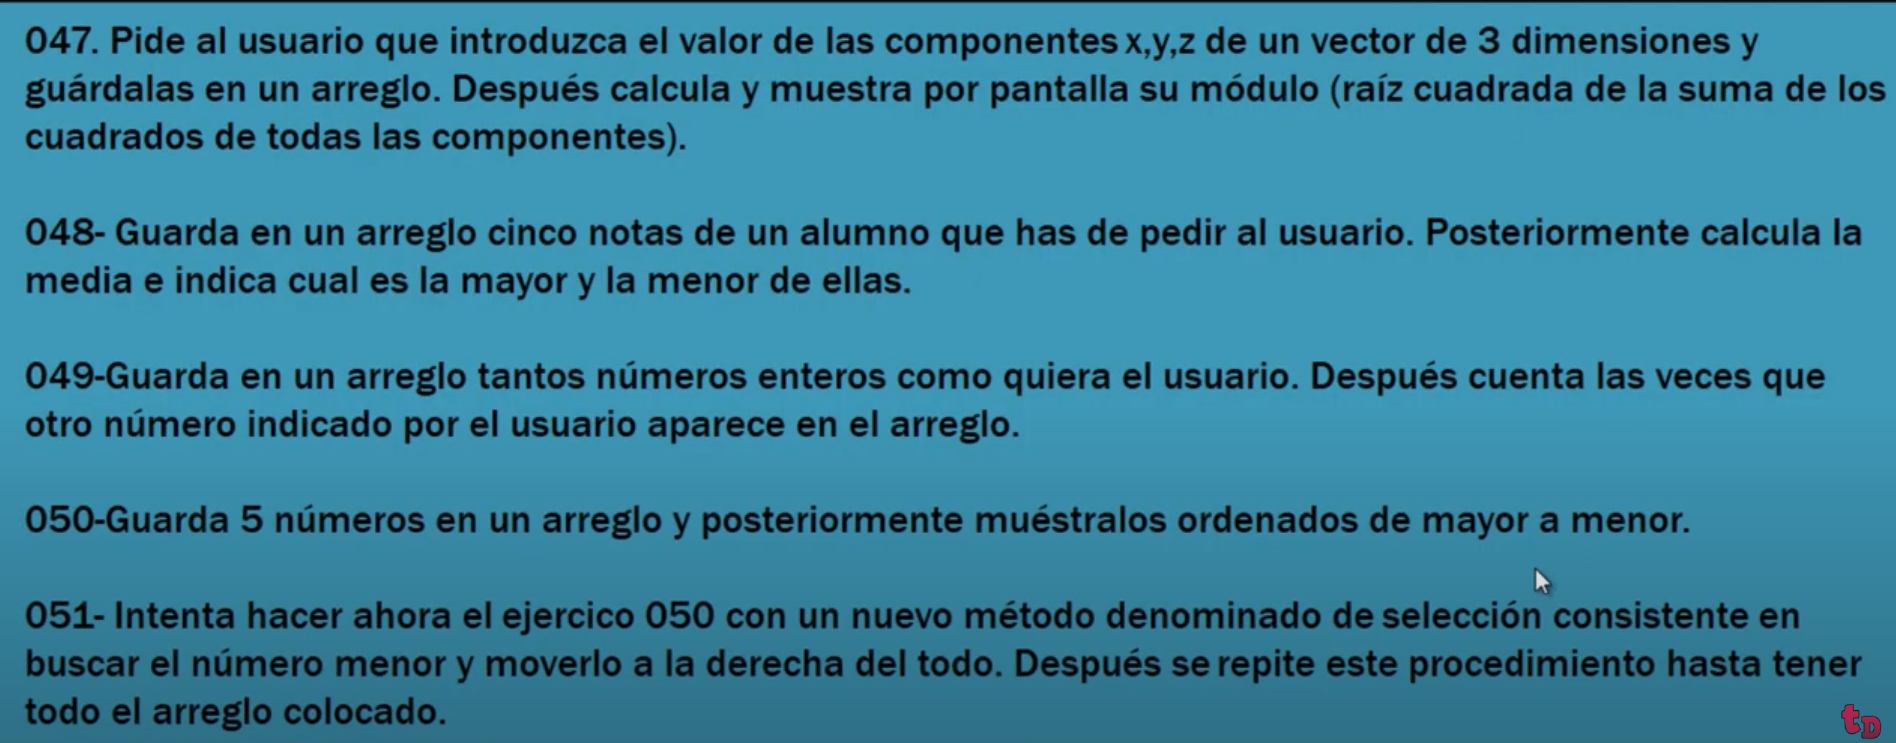 047. Pide al usuario que introduzca el valor de las componentes x,y,z de un vector de 3 dimensiones y
guárdalas en un arreglo. Después calcula y muestra por pantalla su módulo (raíz cuadrada de la suma de los
cuadrados de todas las componentes).
048- Guarda en un arreglo cinco notas de un alumno que has de pedir al usuario. Posteriormente calcula la
media e indica cual es la mayor y la menor de ellas.
049-Guarda en un arreglo tantos números enteros como quiera el usuario. Después cuenta las veces que
otro número indicado por el usuario aparece en el arreglo.
050-Guarda 5 números en un arreglo y posteriormente muéstralos ordenados de mayor a menor.
051- Intenta hacer ahora el ejercico 050 con un nuevo método denominado de selección consistente en
buscar el número menor y moverlo a la derecha del todo. Después se repite este procedimiento hasta tener
todo el arreglo colocado.
tD